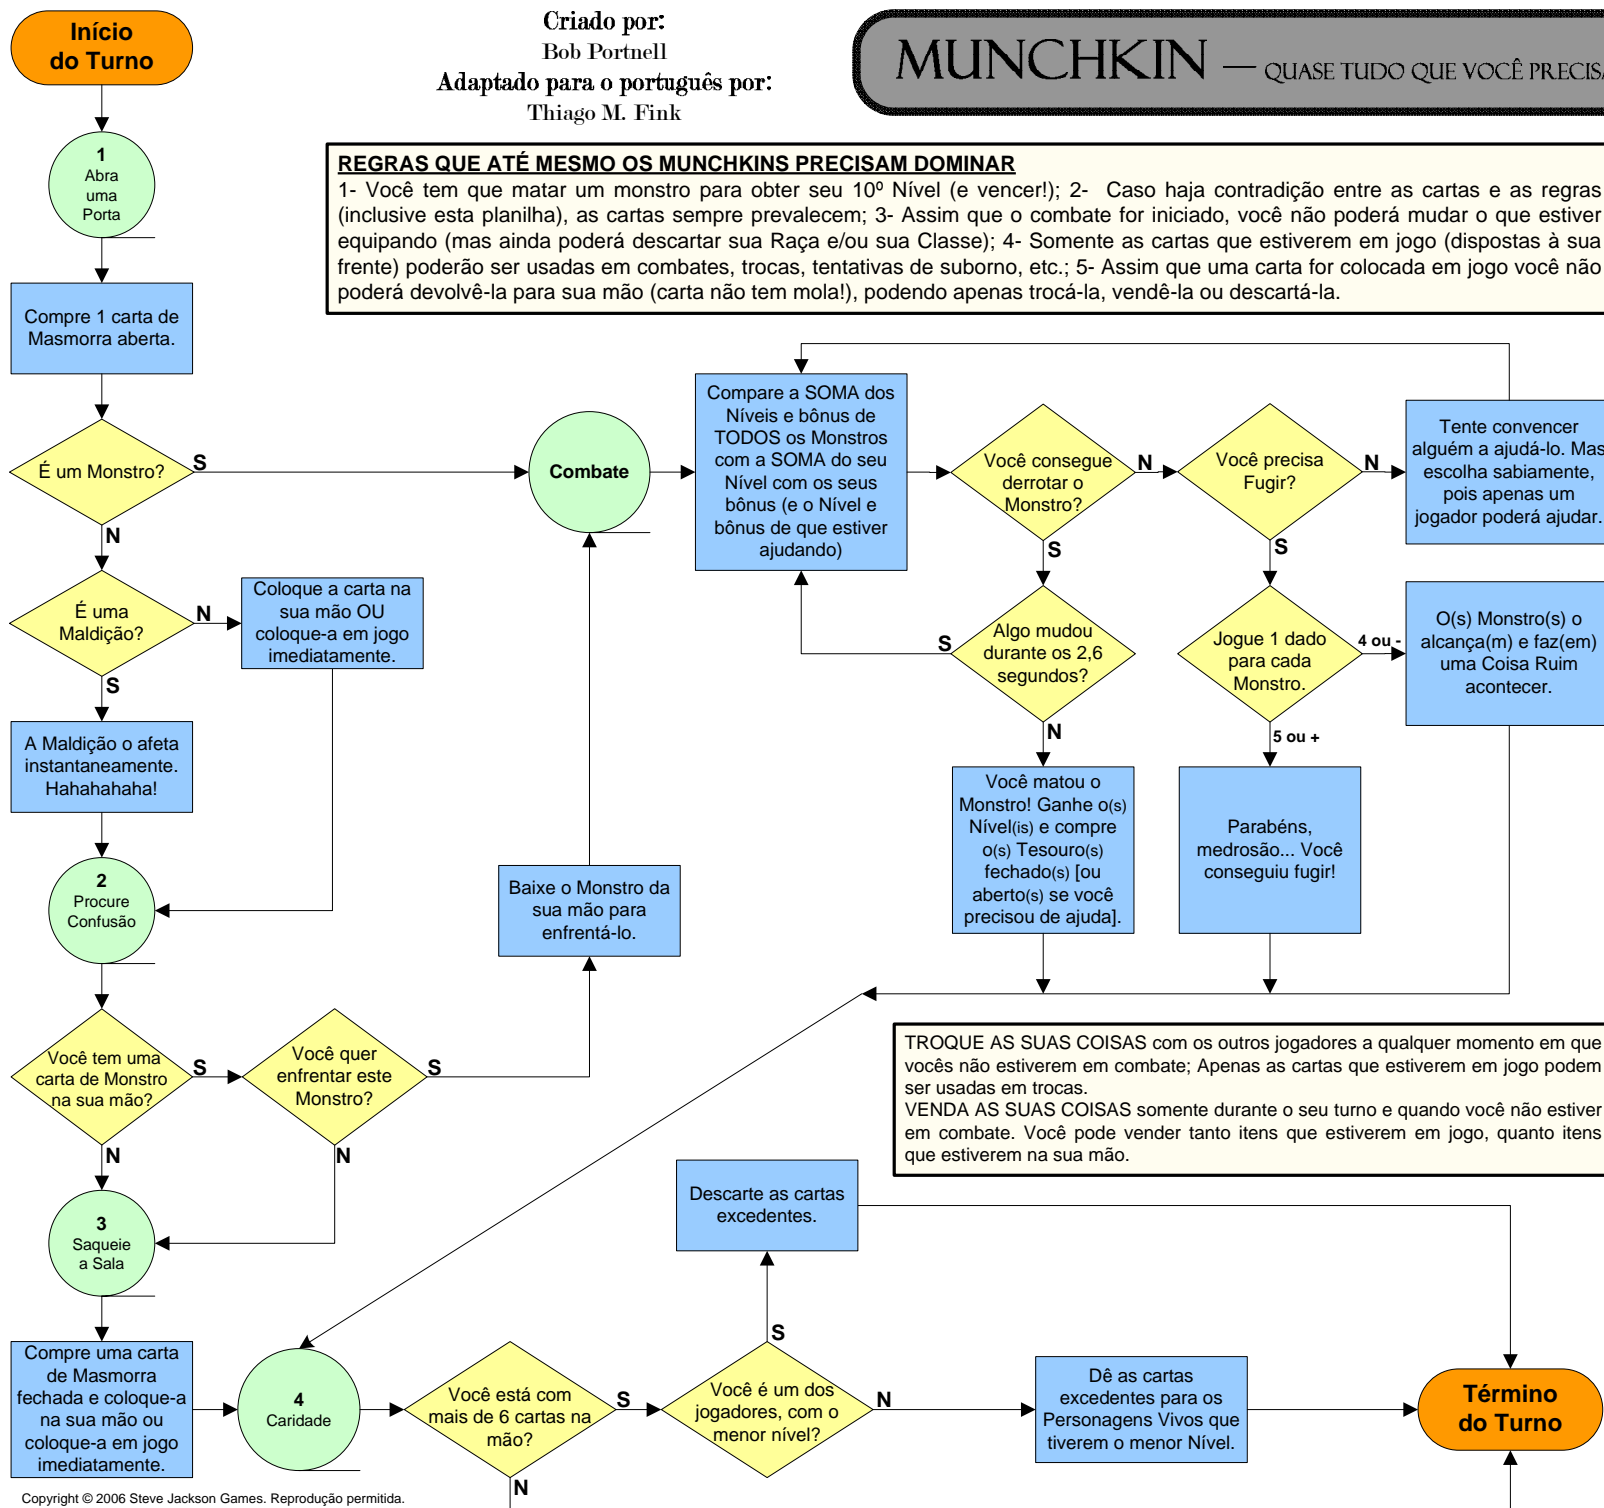 Início
do Turno
Criado por:
Bob Portnell
Adaptado para o português por:
Thiago M. Fink
MUNCHKIN — QUASE TUDO QUE VOCÊ PRECISA
REGRAS QUE ATÉ MESMO OS MUNCHKINS PRECISAM DOMINAR
1- Você tem que matar um monstro para obter seu 10º Nível (e vencer!); 2- Caso haja contradição entre as cartas e as regras
(inclusive esta planilha), as cartas sempre prevalecem; 3- Assim que o combate for iniciado, você não poderá mudar o que estiver
equipando (mas ainda poderá descartar sua Raça e/ou sua Classe); 4- Somente as cartas que estiverem em jogo (dispostas à sua
frente) poderão ser usadas em combates, trocas, tentativas de suborno, etc.; 5- Assim que uma carta for colocada em jogo você não
poderá devolvê-la para sua mão (carta não tem mola!), podendo apenas trocá-la, vendê-la ou descartá-la.
1
Abra
uma
Porta
Compre 1 carta de
Masmorra aberta.
É um Monstro?
S
N
É uma
Maldição?
N
S
Coloque a carta na
sua mão OU
coloque-a em jogo
imediatamente.
A Maldição o afeta
instantaneamente.
Hahahahaha!
2
Procure
Confusão
Você tem uma
carta de Monstro
na sua mão?
S
N
Você quer
enfrentar este
Monstro?
S
N
Baixe o Monstro da
sua mão para
enfrentá-lo.
Combate
Compare a SOMA dos
Níveis e bônus de
TODOS os Monstros
com a SOMA do seu
Nível com os seus
bônus (e o Nível e
bônus de que estiver
ajudando)
Você consegue
derrotar o
Monstro?
N
S
Você precisa
Fugir?
N
S
Tente convencer
alguém a ajudá-lo. Mas
escolha sabiamente,
pois apenas um
jogador poderá ajudar.
Algo mudou
durante os 2,6
segundos?
S
N
Jogue 1 dado
para cada
Monstro.
4 ou -
5 ou +
O(s) Monstro(s) o
alcança(m) e faz(em)
uma Coisa Ruim
acontecer.
Você matou o
Monstro! Ganhe o(s)
Nível(is) e compre
o(s) Tesouro(s)
fechado(s) [ou
aberto(s) se você
precisou de ajuda].
Parabéns,
medrosão... Você
conseguiu fugir!
TROQUE AS SUAS COISAS com os outros jogadores a qualquer momento em que
vocês não estiverem em combate; Apenas as cartas que estiverem em jogo podem
ser usadas em trocas.
VENDA AS SUAS COISAS somente durante o seu turno e quando você não estiver
em combate. Você pode vender tanto itens que estiverem em jogo, quanto itens
que estiverem na sua mão.
3
Saqueie
a Sala
Compre uma carta
de Masmorra
fechada e coloque-a
na sua mão ou
coloque-a em jogo
imediatamente.
4
Caridade
Você está com
mais de 6 cartas na
mão?
S
N
Você é um dos
jogadores, com o
menor nível?
S
N
Descarte as cartas
excedentes.
Dê as cartas
excedentes para os
Personagens Vivos que
tiverem o menor Nível.
Término
do Turno
Copyright © 2006 Steve Jackson Games. Reprodução permitida.